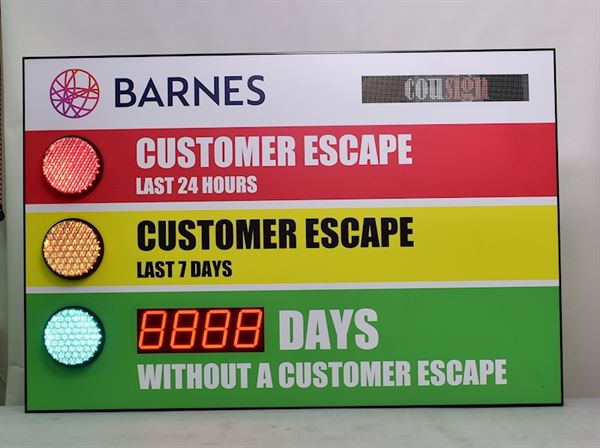 BARNES
cousign
CUSTOMER ESCAPE
LAST 24 HOURS
CUSTOMER ESCAPE
LAST 7 DAYS
8888 DAYS
WITHOUT A CUSTOMER ESCAPE